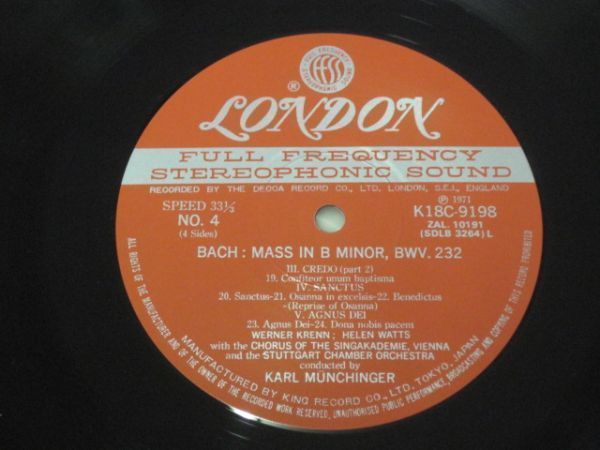 FULL FREQUENCY STEREOPHONIC SOUND
ffss
®
LONDON
FULL FREQUENCY
STEREOPHONIC SOUND
RECORDED BY THE DECCA RECORD CO., LTD. LONDON, S.E.I., ENGLAND
SPEED 33⅓
NO. 4
(4 Sides)
Ⓟ 1971
K18C-9198
ZAL. 10191
(SDLB 3264) L
BACH : MASS IN B MINOR, BWV. 232
III. CREDO (part 2)
19. Confiteor unum baptisma
IV. SANCTUS
20. Sanctus-21. Osanna in excelsis-22. Benedictus
-(Reprise of Osanna)
V. AGNUS DEI
23. Agnus Dei-24. Dona nobis pacem
WERNER KRENN ; HELEN WATTS
with the CHORUS OF THE SINGAKADEMIE, VIENNA
and the STUTTGART CHAMBER ORCHESTRA
conducted by
KARL MÜNCHINGER
MANUFACTURED BY KING RECORD CO., LTD. TOKYO, JAPAN
ALL RIGHTS OF THE MANUFACTURER AND OF THE OWNER OF THE RECORDED WORK RESERVED, UNAUTHORISED PUBLIC PERFORMANCE, BROADCASTING AND COPYING OF THIS RECORD PROHIBITED